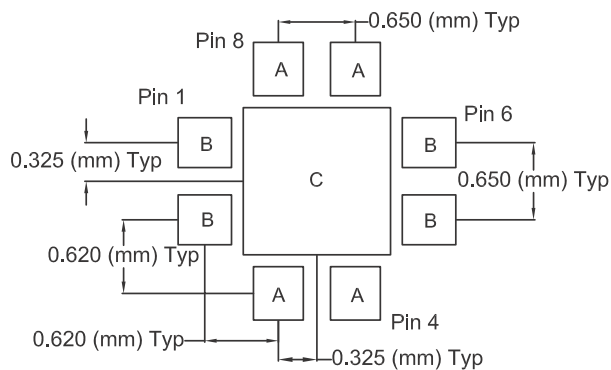 0.650 (mm) Typ
Pin 8
A A
Pin 1
Pin 6
B B
0.325 (mm) Typ
C
0.650 (mm) Typ
B B
0.620 (mm) Typ
A A
Pin 4
0.620 (mm) Typ
0.325 (mm) Typ